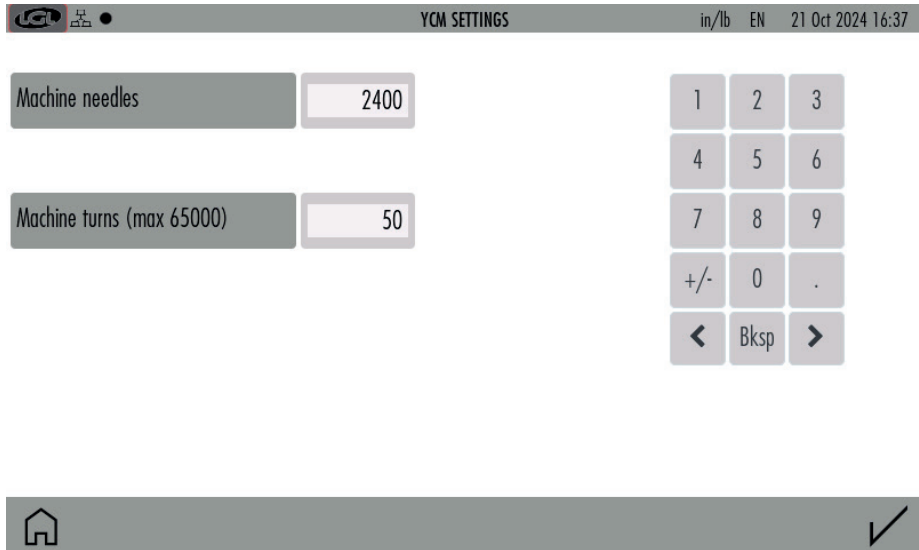 LGL YCM SETTINGS in/lb EN 21 Oct 2024 16:37
Machine needles 2400
Machine turns (max 65000) 50
1 2 3
4 5 6
7 8 9
+/- 0 .
< Bksp >